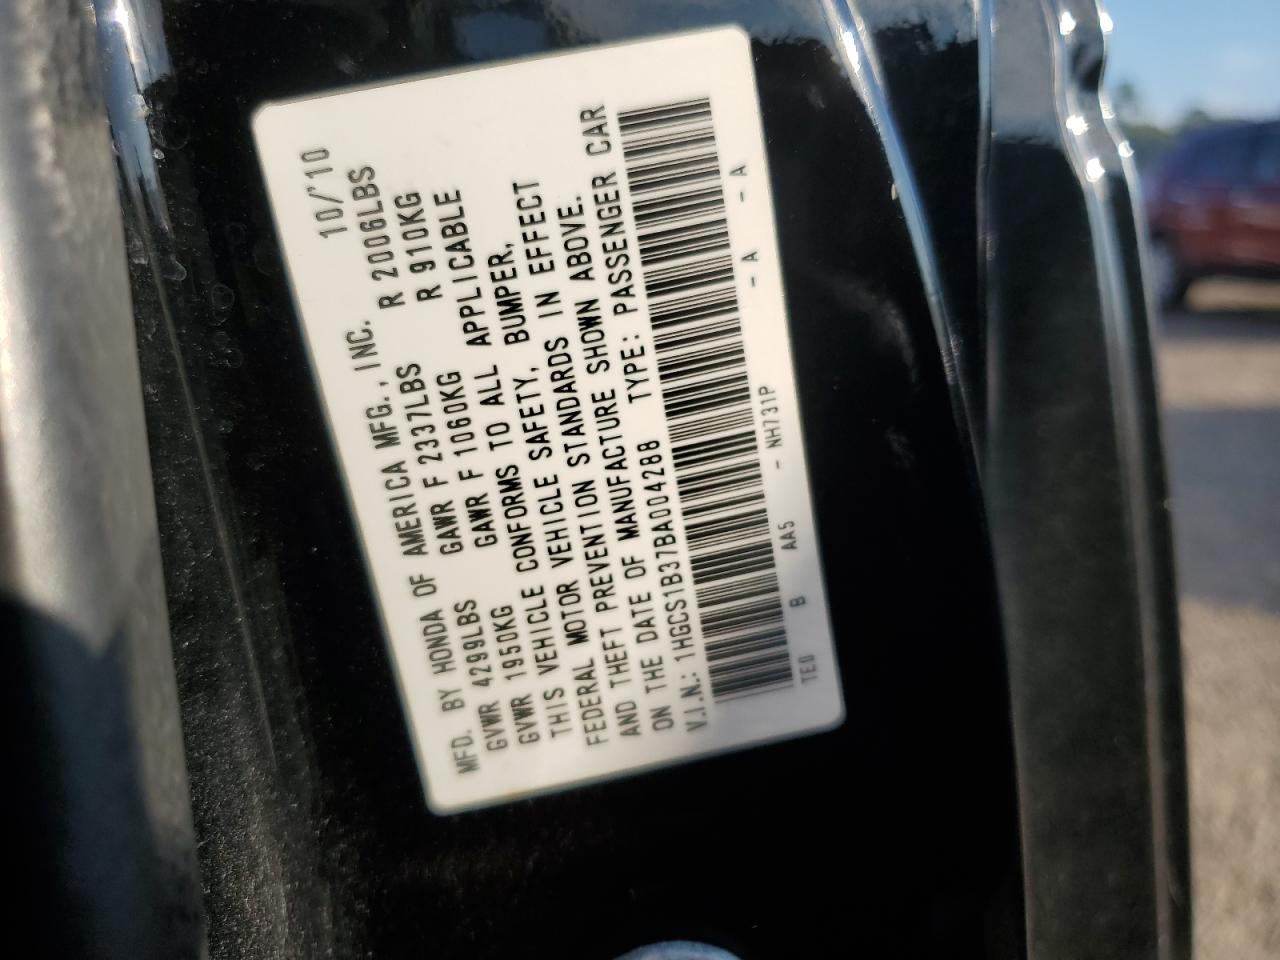 MFD. BY HONDA OF AMERICA MFG., INC. 10/'10
GVWR 4299LBS GAWR F 2337LBS R 2006LBS
GVWR 1950KG GAWR F 1060KG R 910KG
THIS VEHICLE CONFORMS TO ALL APPLICABLE
FEDERAL MOTOR VEHICLE SAFETY, BUMPER,
AND THEFT PREVENTION STANDARDS IN EFFECT
ON THE DATE OF MANUFACTURE SHOWN ABOVE.
V.I.N.: 1HGCS1B37BA004288 TYPE: PASSENGER CAR
TE0 B AA5 - NH731P - A - A